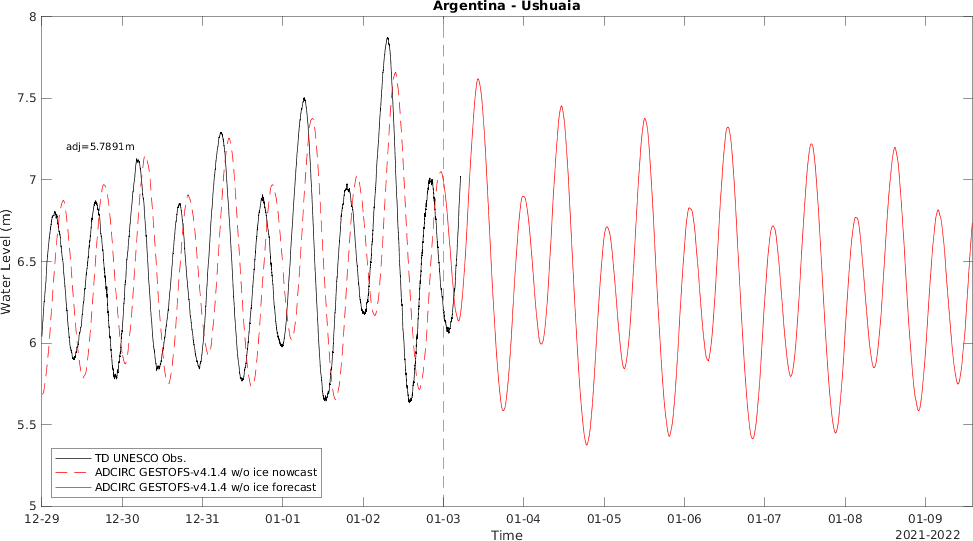 Argentina - Ushuaia
8
7.5
adj=5.7891m
7
6.5
6
5.5
5
Water Level (m)
TD UNESCO Obs.
ADCIRC GESTOFS-v4.1.4 w/o ice nowcast
ADCIRC GESTOFS-v4.1.4 w/o ice forecast
12-29 12-30 12-31 01-01 01-02 01-03 01-04 01-05 01-06 01-07 01-08 01-09
Time
2021-2022